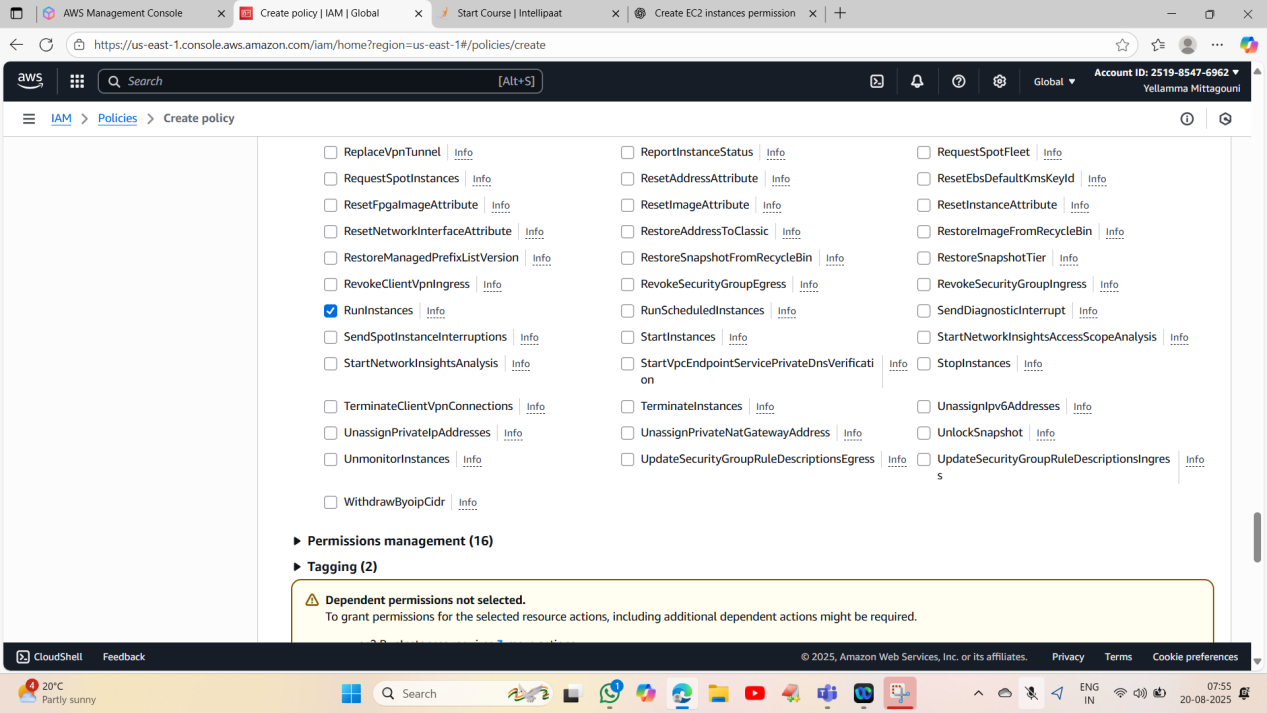 AWS Management Console
Create policy | IAM | Global
Start Course | Intellipaat
Create EC2 instances permission
https://us-east-1.console.aws.amazon.com/iam/home?region=us-east-1#/policies/create
aws
Search
[Alt+S]
Global
Account ID: 2519-8547-6962
Yellamma Mittagouni
IAM
Policies
Create policy
ReplaceVpnTunnel Info ReportInstanceStatus Info RequestSpotFleet Info
RequestSpotInstances Info ResetAddressAttribute Info ResetEbsDefaultKmsKeyId Info
ResetFpgaImageAttribute Info ResetImageAttribute Info ResetInstanceAttribute Info
ResetNetworkInterfaceAttribute Info RestoreAddressToClassic Info RestoreImageFromRecycleBin Info
RestoreManagedPrefixListVersion Info RestoreSnapshotFromRecycleBin Info RestoreSnapshotTier Info
RevokeClientVpnIngress Info RevokeSecurityGroupEgress Info RevokeSecurityGroupIngress Info
RunInstances Info RunScheduledInstances Info SendDiagnosticInterrupt Info
SendSpotInstanceInterruptions Info StartInstances Info StartNetworkInsightsAccessScopeAnalysis Info
StartNetworkInsightsAnalysis Info StartVpcEndpointServicePrivateDnsVerificati Info StopInstances Info
on
TerminateClientVpnConnections Info TerminateInstances Info UnassignIpv6Addresses Info
UnassignPrivateIpAddresses Info UnassignPrivateNatGatewayAddress Info UnlockSnapshot Info
UnmonitorInstances Info UpdateSecurityGroupRuleDescriptionsEgress Info UpdateSecurityGroupRuleDescriptionsIngres Info
s
WithdrawByoipCidr Info
Permissions management (16)
Tagging (2)
Dependent permissions not selected.
To grant permissions for the selected resource actions, including additional dependent actions might be required.
CloudShell
Feedback
© 2025, Amazon Web Services, Inc. or its affiliates.
Privacy
Terms
Cookie preferences
4
20°C
Partly sunny
Search
1
ENG
IN
07:55
20-08-2025